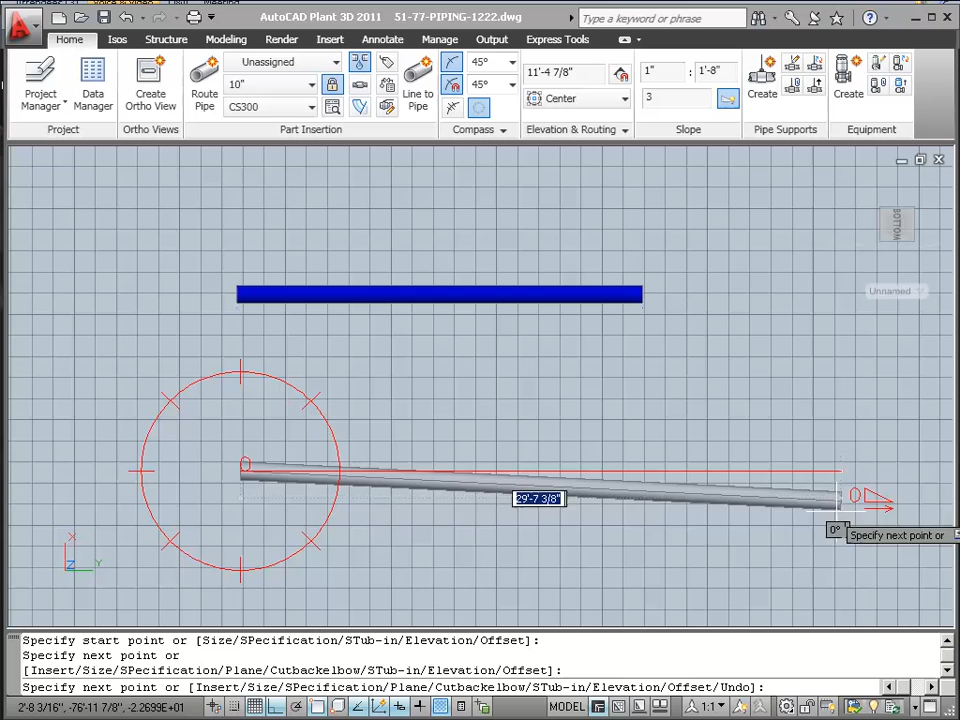 AutoCAD Plant 3D 2011    51-77-PIPING-1222.dwg
Type a keyword or phrase
Home Isos Structure Modeling Render Insert Annotate Manage Output Express Tools
Project Manager
Data Manager
Project
Create Ortho View
Ortho Views
Route Pipe
Unassigned
10"
CS300
Part Insertion
Line to Pipe
45°
45°
Compass
11'-4 7/8"
Center
Elevation & Routing
1" : 1'-8"
3
Slope
Create
Pipe Supports
Create
Equipment
BOTTOM
Unnamed
29'-7 3/8"
0°
Specify next point or
X
Z
Y
Specify start point or [Size/SPecification/STub-in/Elevation/Offset]:
Specify next point or
[Insert/Size/SPecification/Plane/Cutbackelbow/STub-in/Elevation/Offset]:
Specify next point or [Insert/Size/SPecification/Plane/Cutbackelbow/STub-in/Elevation/Offset/Undo]:
2'-8 3/16", -76'-11 7/8", -2.2699E+01
MODEL
1:1